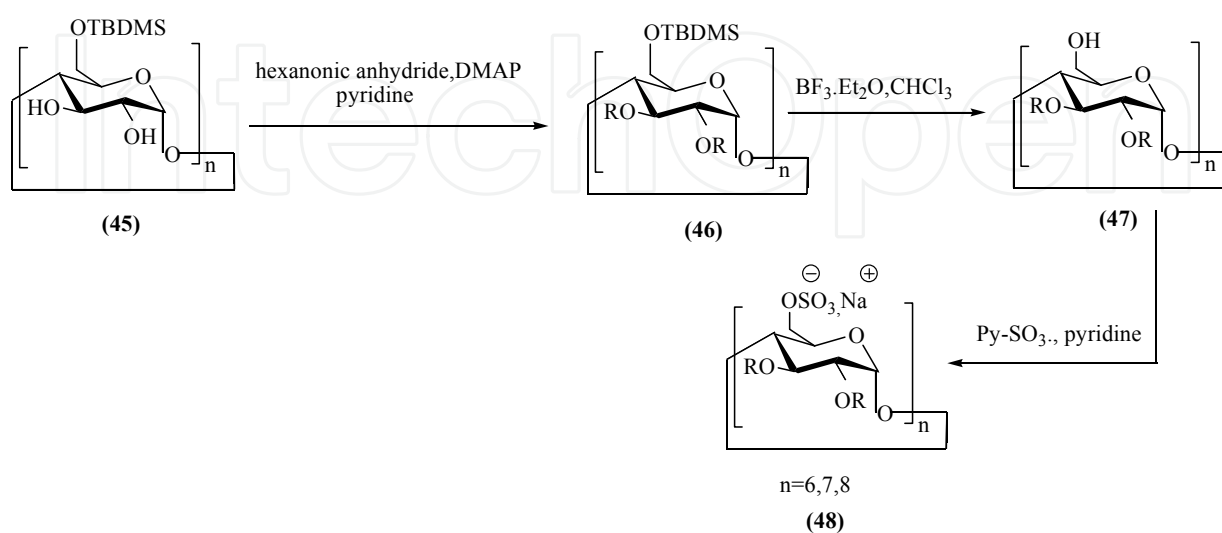 OTBDMS
O
HO
OH
O
n
(45)
hexanonic anhydride,DMAP
pyridine
OTBDMS
O
RO
OR
O
n
(46)
BF3.Et2O,CHCl3
OH
O
RO
OR
O
n
(47)
Py-SO3., pyridine
⊖ ⊕
OSO3,Na
O
RO
OR
O
n
n=6,7,8
(48)
IntechOpen